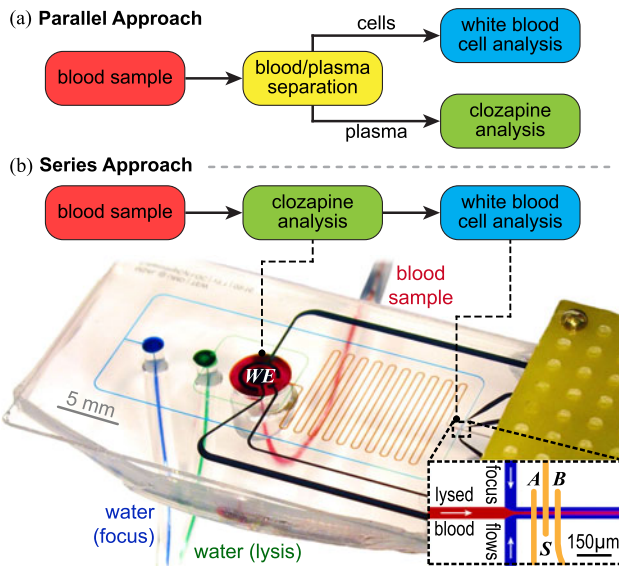 (a) Parallel Approach
blood sample
blood/plasma
separation
cells
plasma
white blood
cell analysis
clozapine
analysis
(b) Series Approach
blood sample
clozapine
analysis
white blood
cell analysis
blood
sample
WE
5 mm
water
(focus)
water (lysis)
lysed
blood
focus
flows
A
B
S
150µm